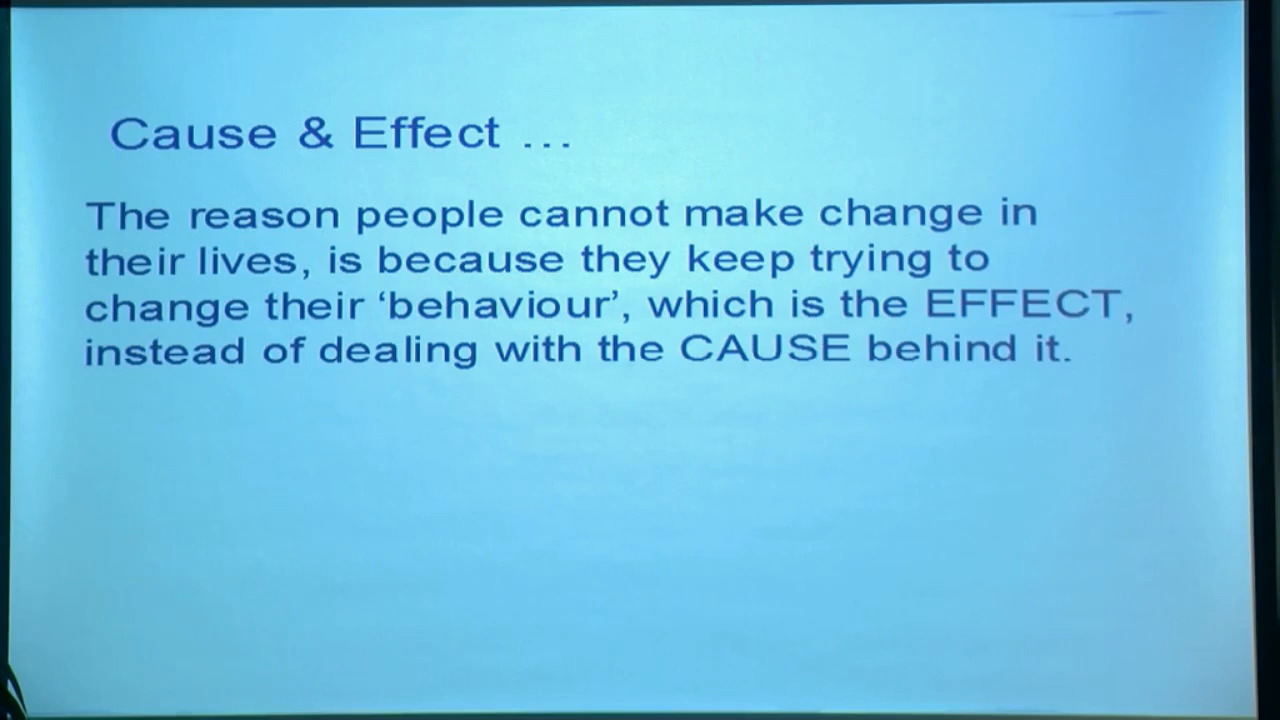 Cause & Effect ...
The reason people cannot make change in
their lives, is because they keep trying to
change their ‘behaviour’, which is the EFFECT,
instead of dealing with the CAUSE behind it.